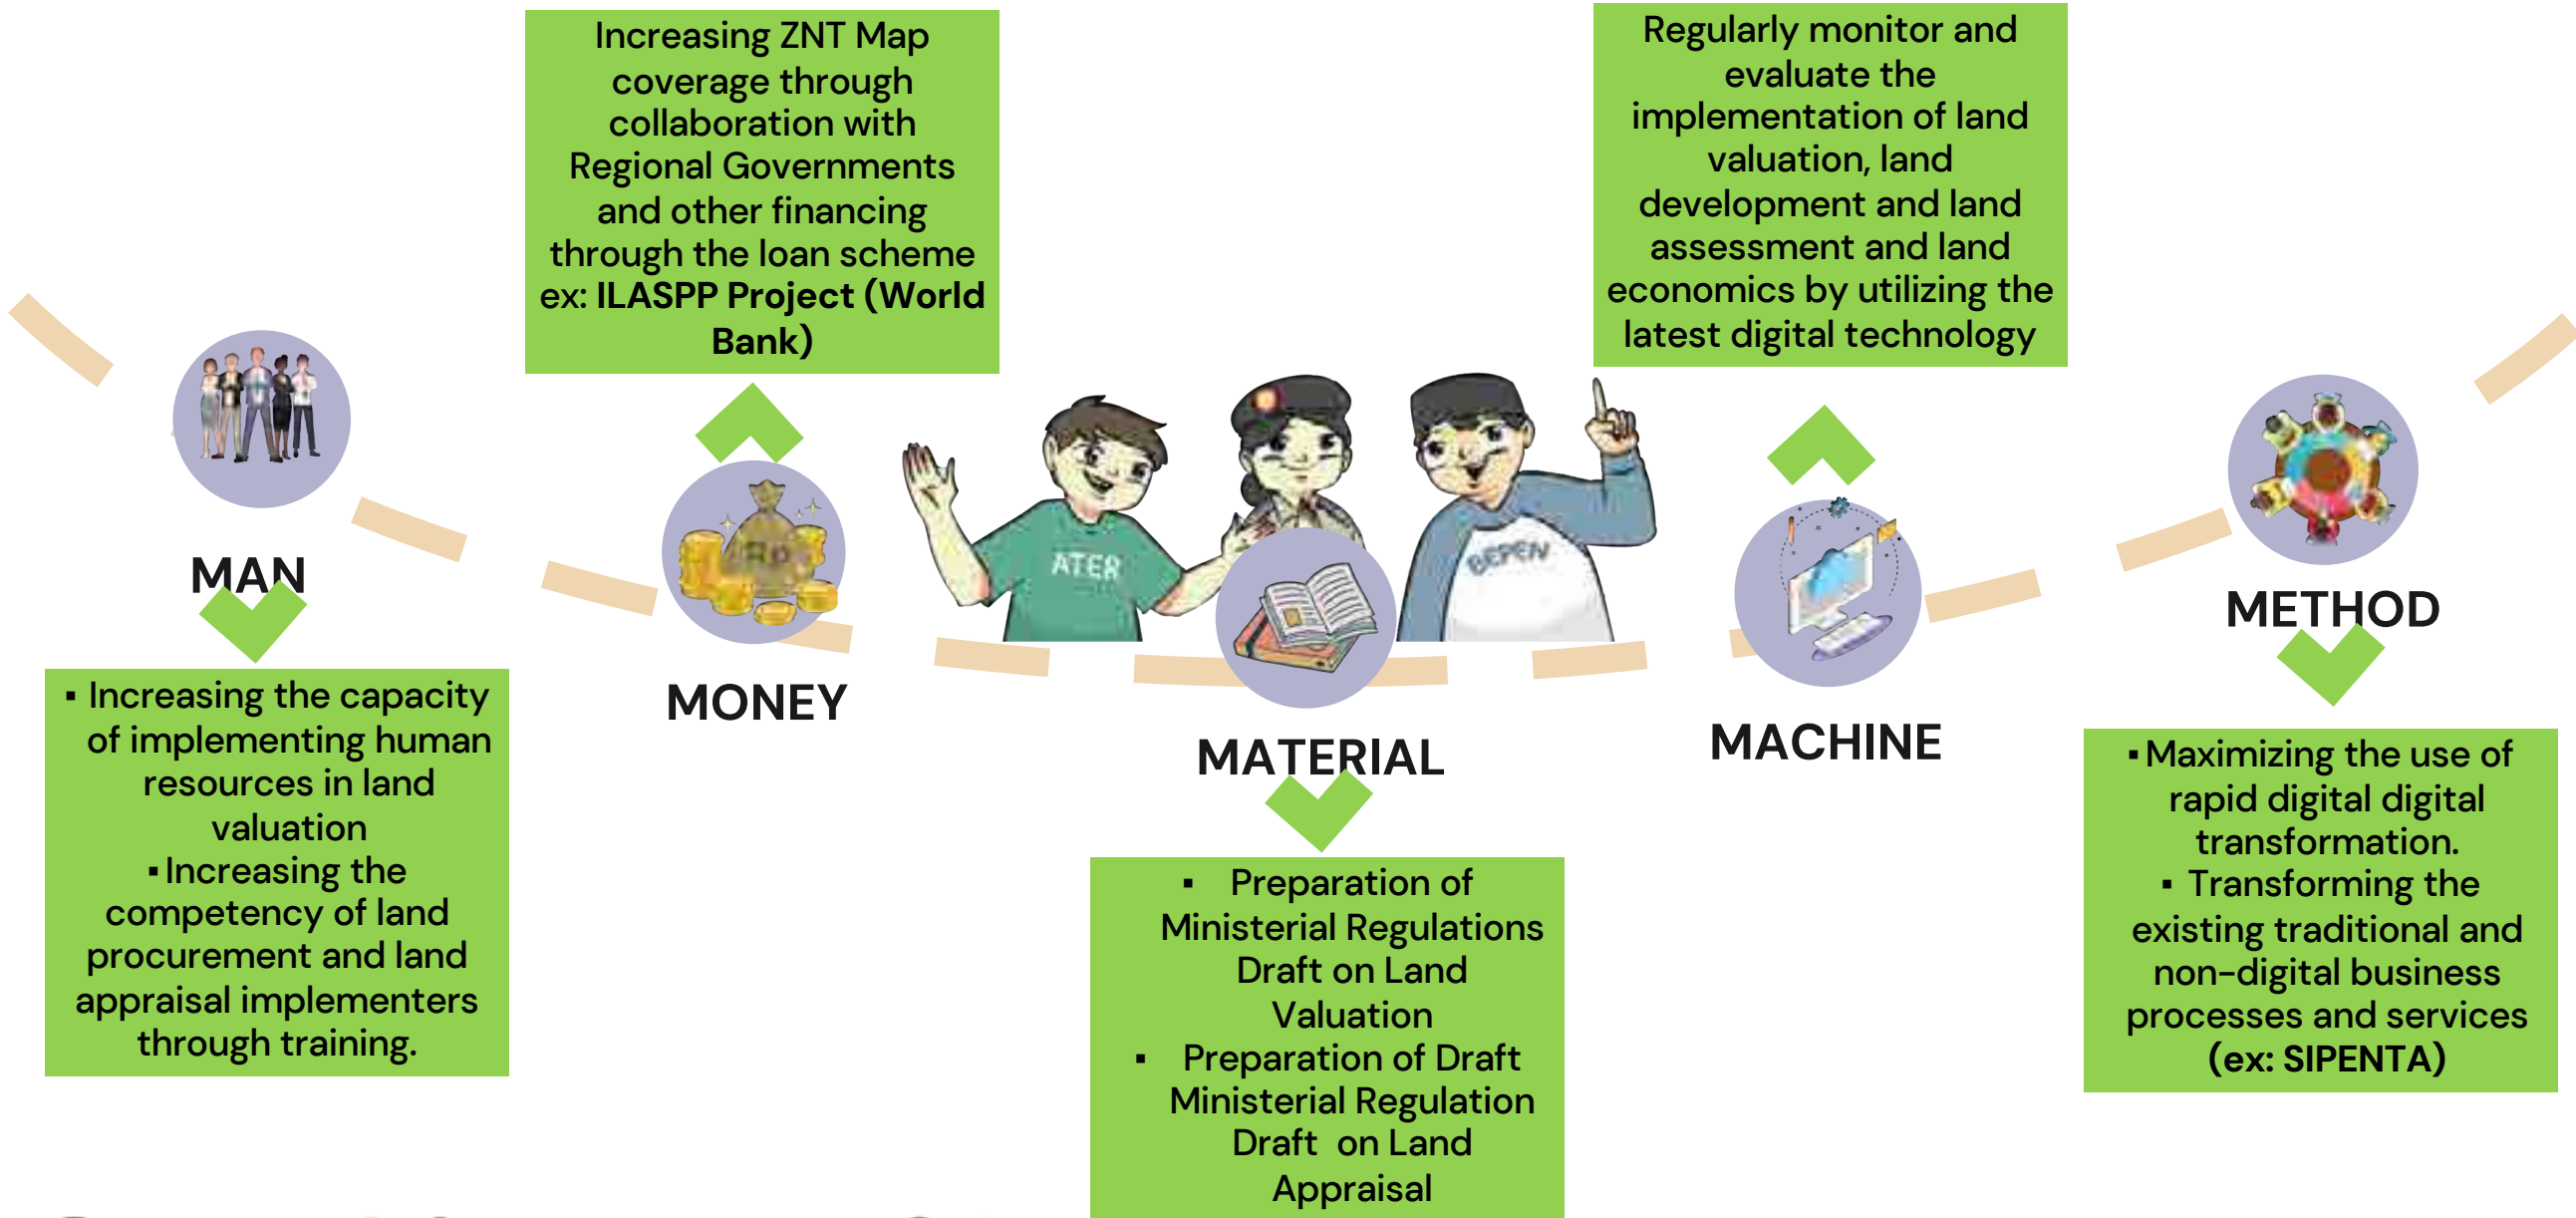 Increasing ZNT Map
coverage through
collaboration with
Regional Governments
and other financing
through the loan scheme
ex: ILASPP Project (World
Bank)
Regularly monitor and
evaluate the
implementation of land
valuation, land
development and land
assessment and land
economics by utilizing the
latest digital technology
MAN
▪ Increasing the capacity
of implementing human
resources in land
valuation
▪ Increasing the
competency of land
procurement and land
appraisal implementers
through training.
Rp
MONEY
ATER
BEPEN
MATERIAL
▪ Preparation of
Ministerial Regulations
Draft on Land
Valuation
▪ Preparation of Draft
Ministerial Regulation
Draft on Land
Appraisal
MACHINE
METHOD
▪ Maximizing the use of
rapid digital digital
transformation.
▪ Transforming the
existing traditional and
non-digital business
processes and services
(ex: SIPENTA)